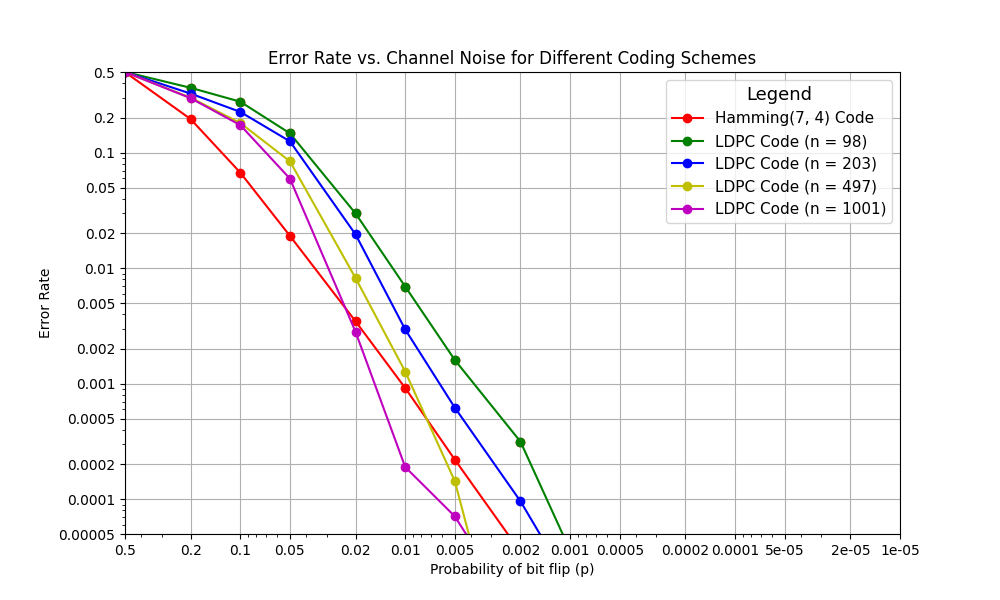 Error Rate vs. Channel Noise for Different Coding Schemes
Legend
Hamming(7, 4) Code
LDPC Code (n = 98)
LDPC Code (n = 203)
LDPC Code (n = 497)
LDPC Code (n = 1001)
Error Rate
0.5
0.2
0.1
0.05
0.02
0.01
0.005
0.002
0.001
0.0005
0.0002
0.0001
0.00005
0.5 0.2 0.1 0.05 0.02 0.01 0.005 0.002 0.001 0.0005 0.0002 0.0001 5e-05 2e-05 1e-05
Probability of bit flip (p)